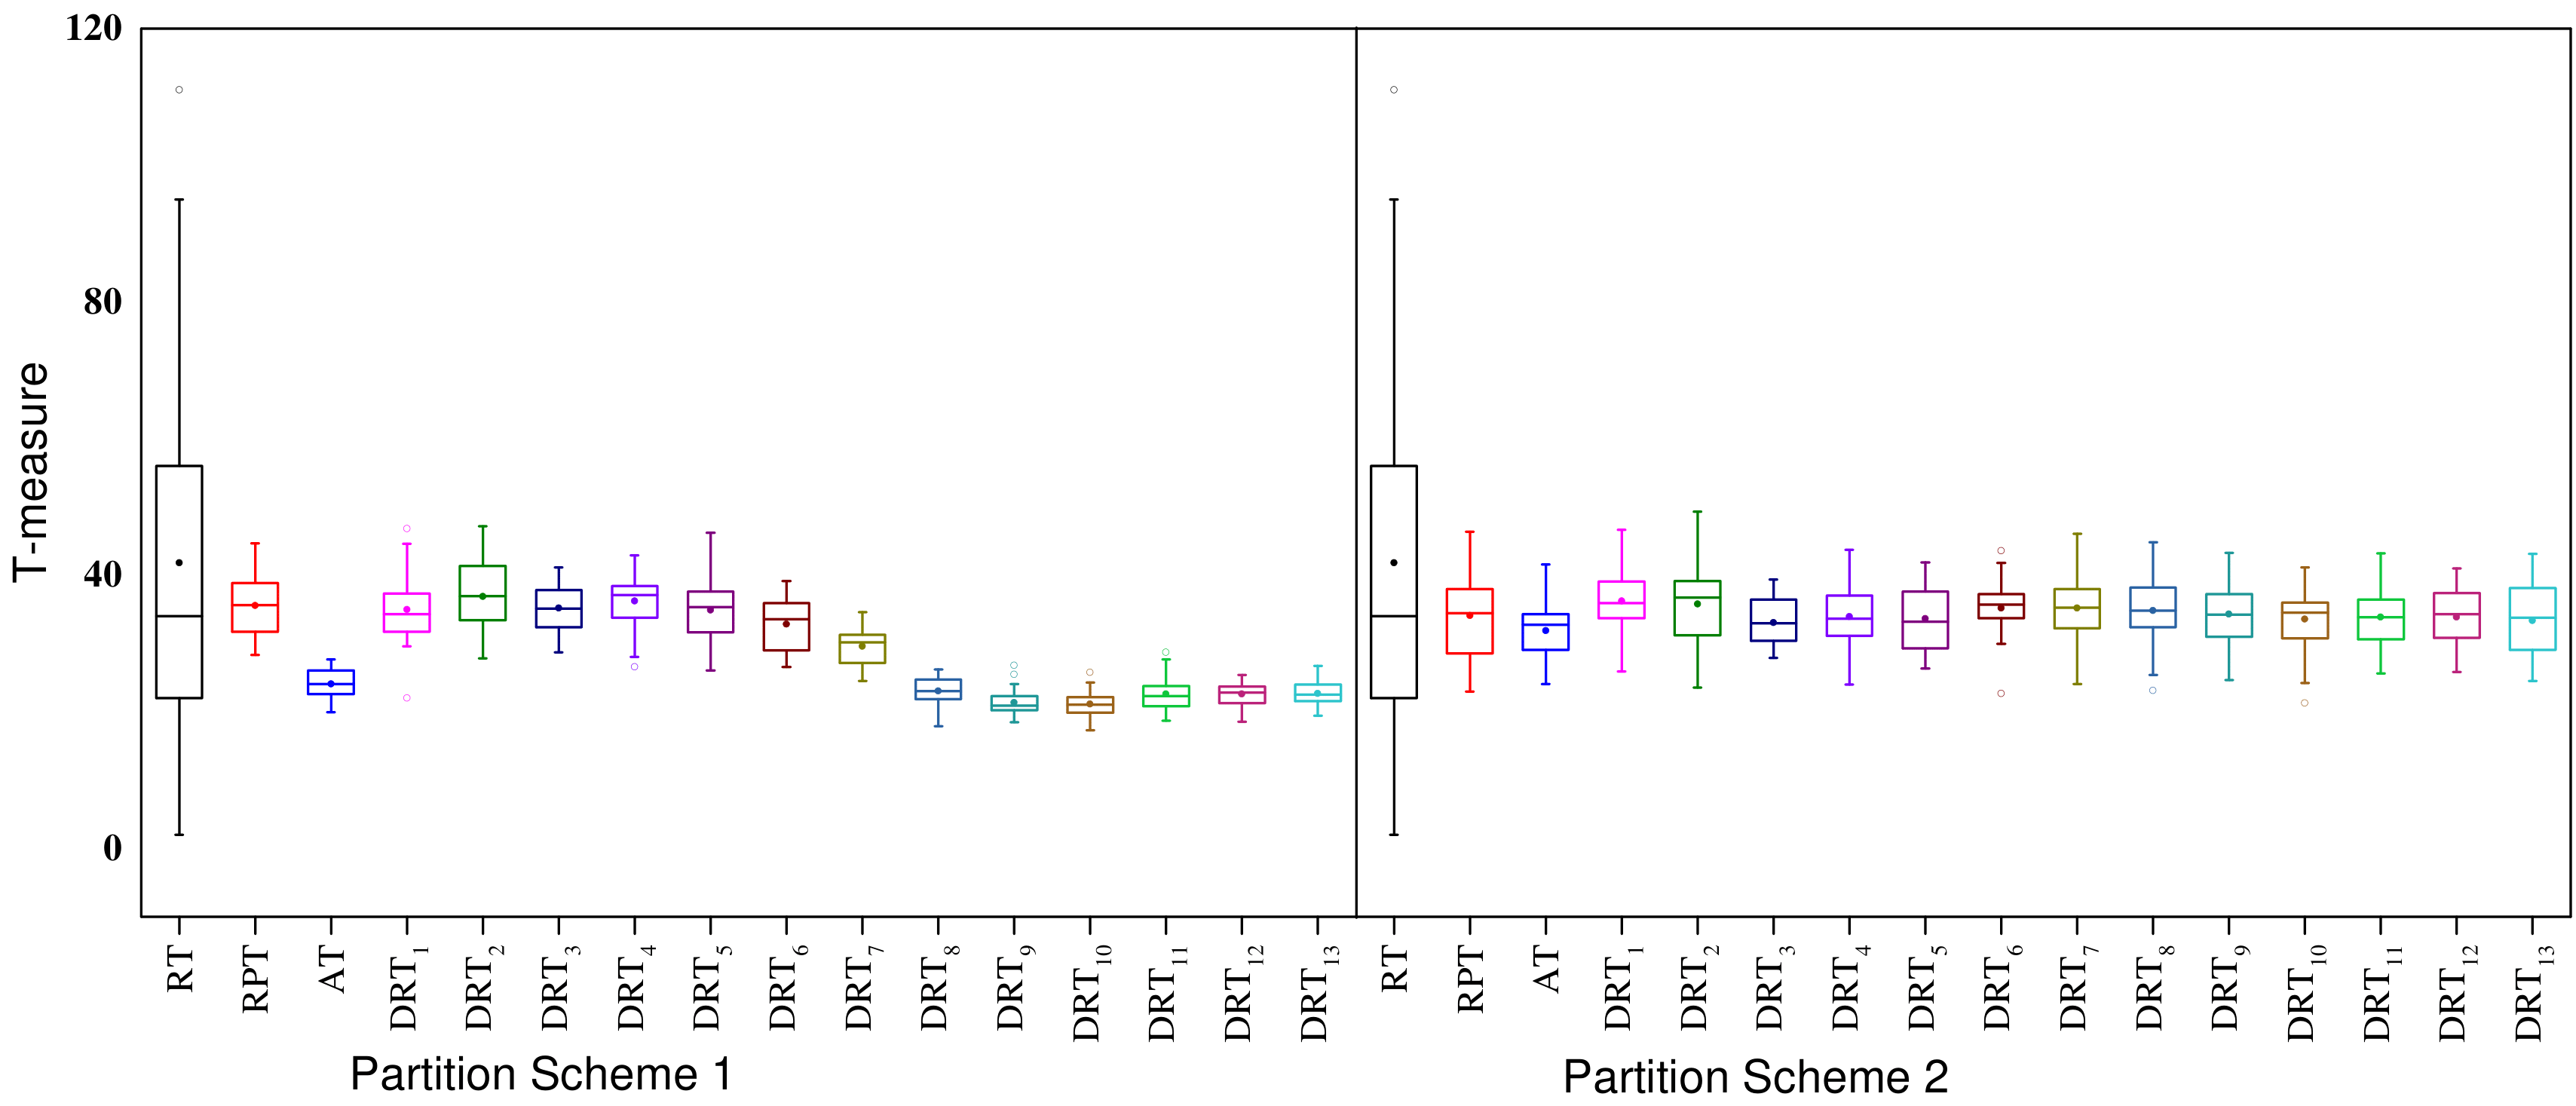 120
80
40
0
T-measure
RT RPT AT DRT1 DRT2 DRT3 DRT4 DRT5 DRT6 DRT7 DRT8 DRT9 DRT10 DRT11 DRT12 DRT13 RT RPT AT DRT1 DRT2 DRT3 DRT4 DRT5 DRT6 DRT7 DRT8 DRT9 DRT10 DRT11 DRT12 DRT13
Partition Scheme 1 Partition Scheme 2